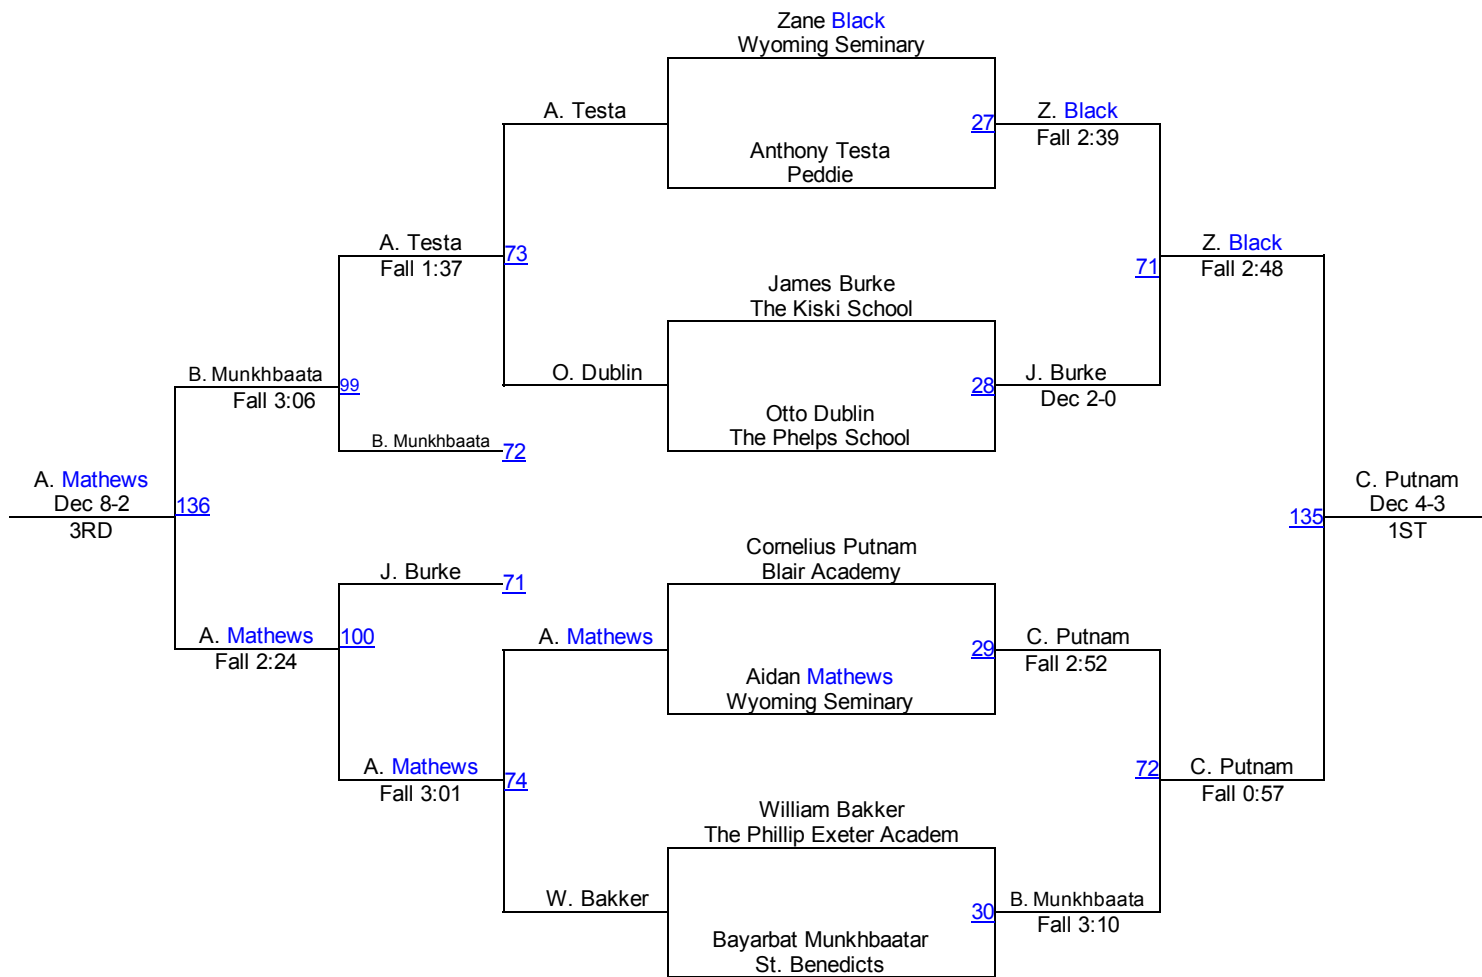 Zane Black
Wyoming Seminary
A. Testa
27
Z. Black
Fall 2:39
Anthony Testa
Peddie
A. Testa
Fall 1:37
73
Z. Black
Fall 2:48
71
James Burke
The Kiski School
B. Munkhbaata
Fall 3:06
99
O. Dublin
28
J. Burke
Dec 2-0
Otto Dublin
The Phelps School
B. Munkhbaata
72
A. Mathews
Dec 8-2
3RD
136
135
C. Putnam
Dec 4-3
1ST
Cornelius Putnam
Blair Academy
J. Burke
71
A. Mathews
Fall 2:24
100
A. Mathews
29
C. Putnam
Fall 2:52
Aidan Mathews
Wyoming Seminary
A. Mathews
Fall 3:01
74
72
C. Putnam
Fall 0:57
William Bakker
The Phillip Exeter Academ
W. Bakker
30
B. Munkhbaata
Fall 3:10
Bayarbat Munkhbaatar
St. Benedicts